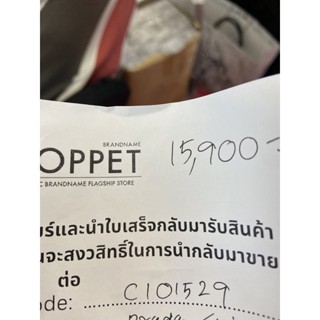 BRANDNAME
OPPET 15,900-
C BRANDNAME FLAGSHIP STORE
ร์และนำใบเสร็จกลับมารับสินค้า
นจะสงวสิทธิ์ในการนำกลับมาขาย
ต่อ
ode: C101529